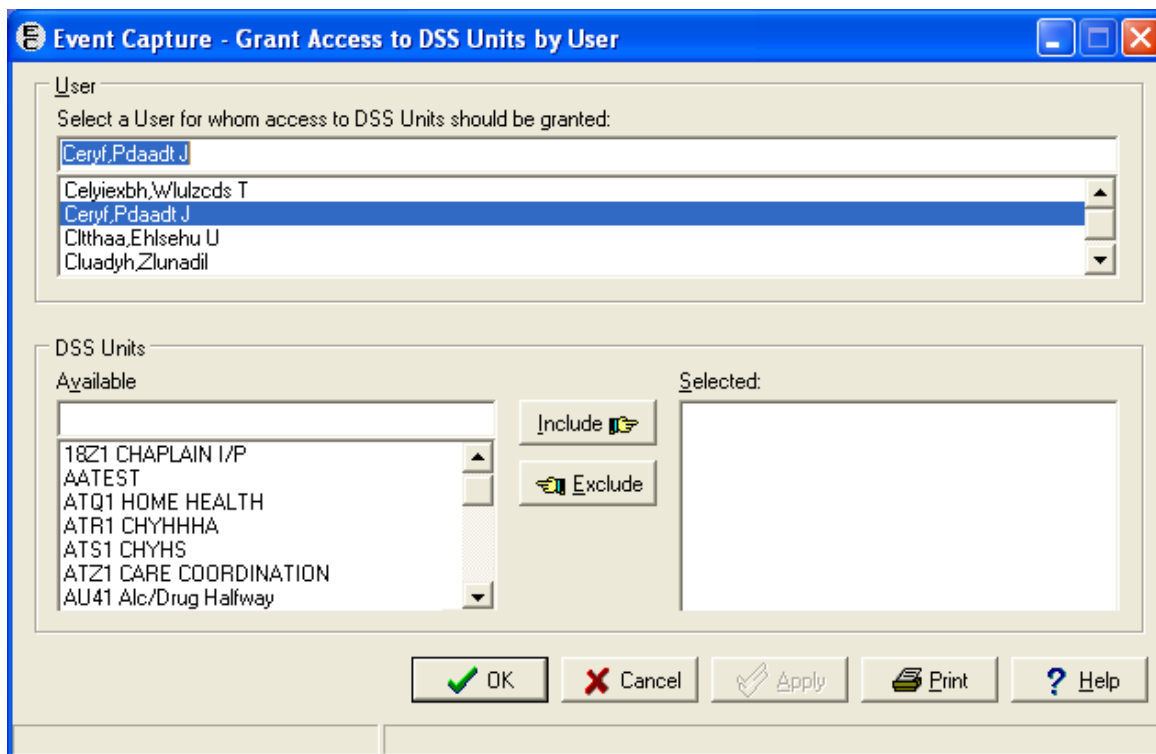 Event Capture - Grant Access to DSS Units by User
User
Select a User for whom access to DSS Units should be granted:
Ceryf,Pdaadt J
Celyiexbh,Wlulzcds T
Ceryf,Pdaadt J
Cltthaa,Ehlsehu U
Cluadyh,Zlunadil
DSS Units
Available
Selected:
18Z1 CHAPLAIN I/P
AATEST
ATQ1 HOME HEALTH
ATR1 CHYHHHA
ATS1 CHYHS
ATZ1 CARE COORDINATION
AU41 Alc/Drug Halfway
Include
Exclude
OK
Cancel
Apply
Print
Help